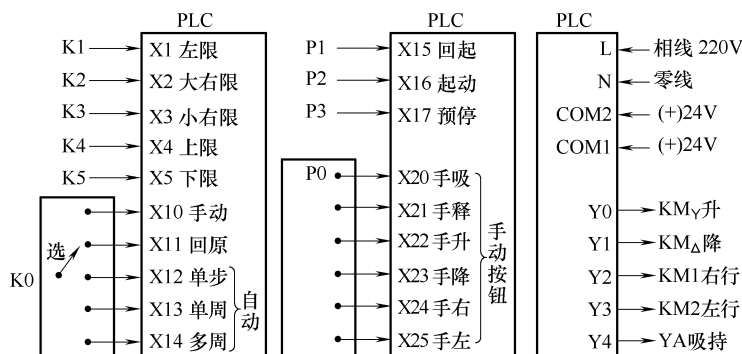 PLC
K1 X1 左限
K2 X2 大右限
K3 X3 小右限
K4 X4 上限
K5 X5 下限
K0
选
X10 手动
X11 回原
X12 单步
X13 单周
X14 多周
自动
PLC
P1 X15 回起
P2 X16 起动
P3 X17 预停
P0
X20 手吸
X21 手释
X22 手升
X23 手降
X24 手右
X25 手左
手动按钮
PLC
L 相线 220V
N 零线
COM2 (+)24V
COM1 (+)24V
Y0 KMY升
Y1 KM△降
Y2 KM1右行
Y3 KM2左行
Y4 YA吸持